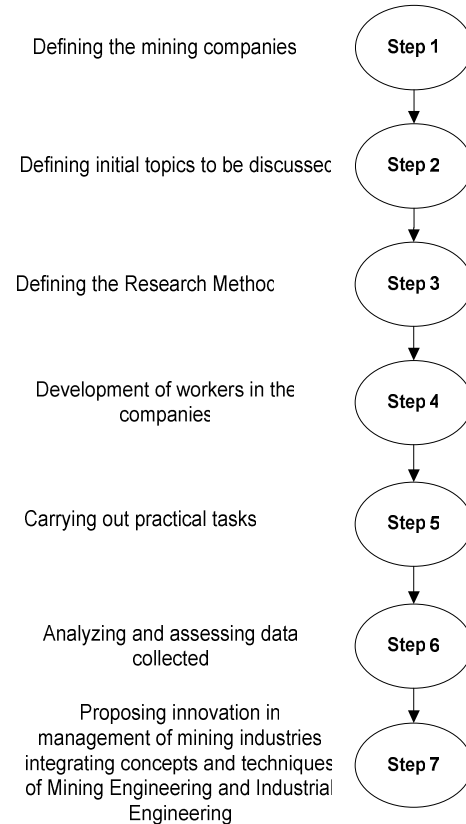 Defining the mining companies
Step 1
Defining initial topics to be discussed
Step 2
Defining the Research Method
Step 3
Development of workers in the
companies
Step 4
Carrying out practical tasks
Step 5
Analyzing and assessing data
collected
Step 6
Proposing innovation in
management of mining industries
integrating concepts and techniques
of Mining Engineering and Industrial
Engineering
Step 7